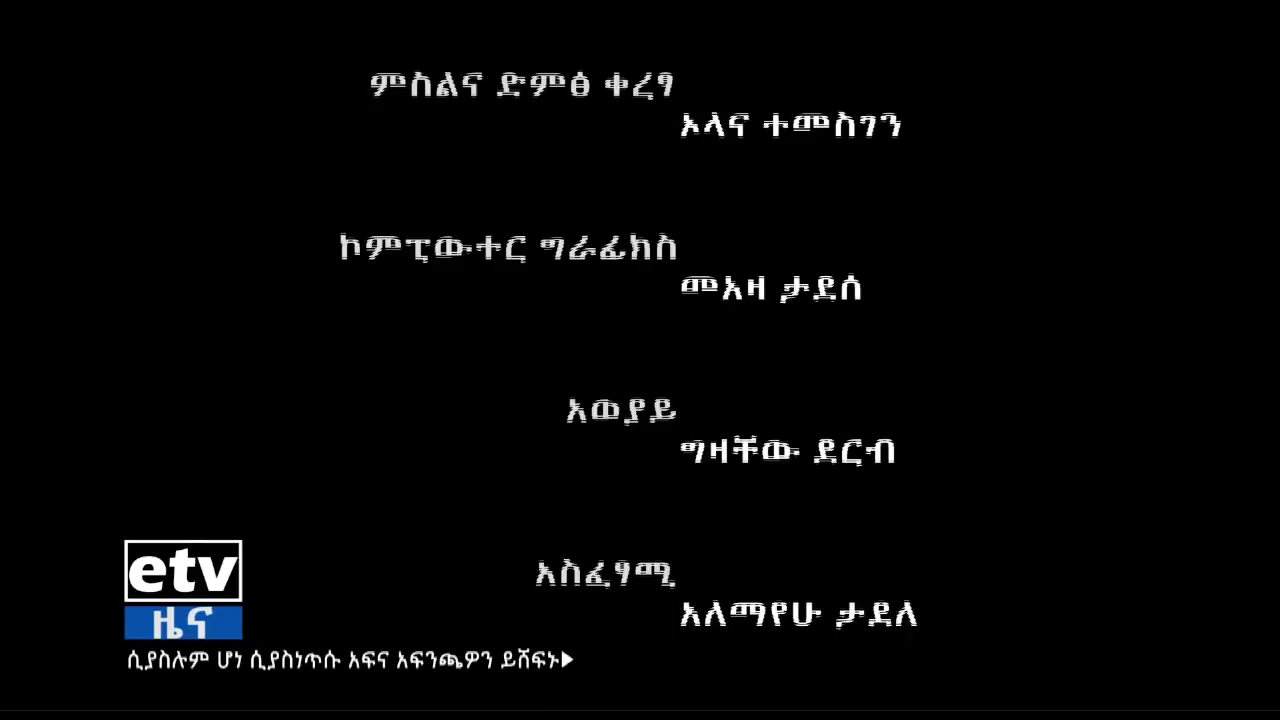 ምስልና ድምፅ ቀረፃ
ኦላና ተመስገን
ኮምፒውተር ግራፊክስ
መአዛ ታደሰ
አወያይ
ግዛቸው ደርብ
አስፈፃሚ
አለማየሁ ታደለ
etv
ዜና
ሲያስሉም ሆነ ሲያስነጥሱ አፍና አፍንጫዎን ይሸፍኑ▶